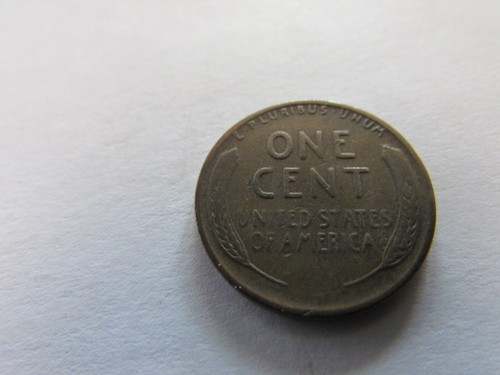 E PLURIBUS UNUM
ONE
CENT
UNITED STATES
OF AMERICA